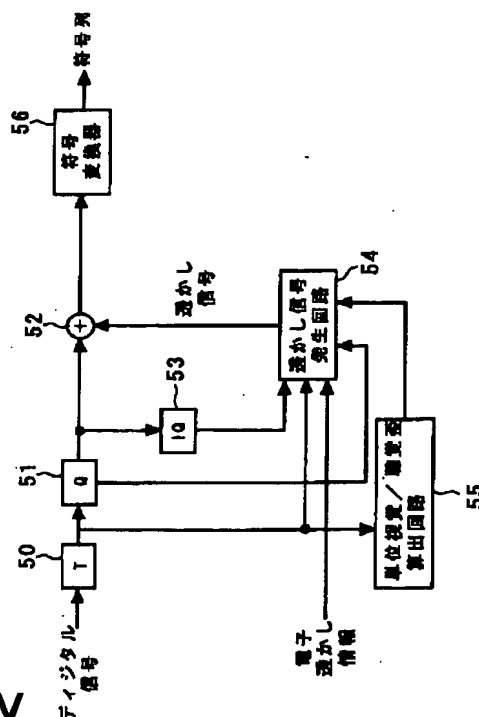 ディジタル
信号
50
T
51
Q
52
+
53
IQ
透かし
信号
56
符号
変換器
符号列
電子
透かし
情報
透かし信号
発生回路
54
単位視覚/聴覚歪
算出回路
55